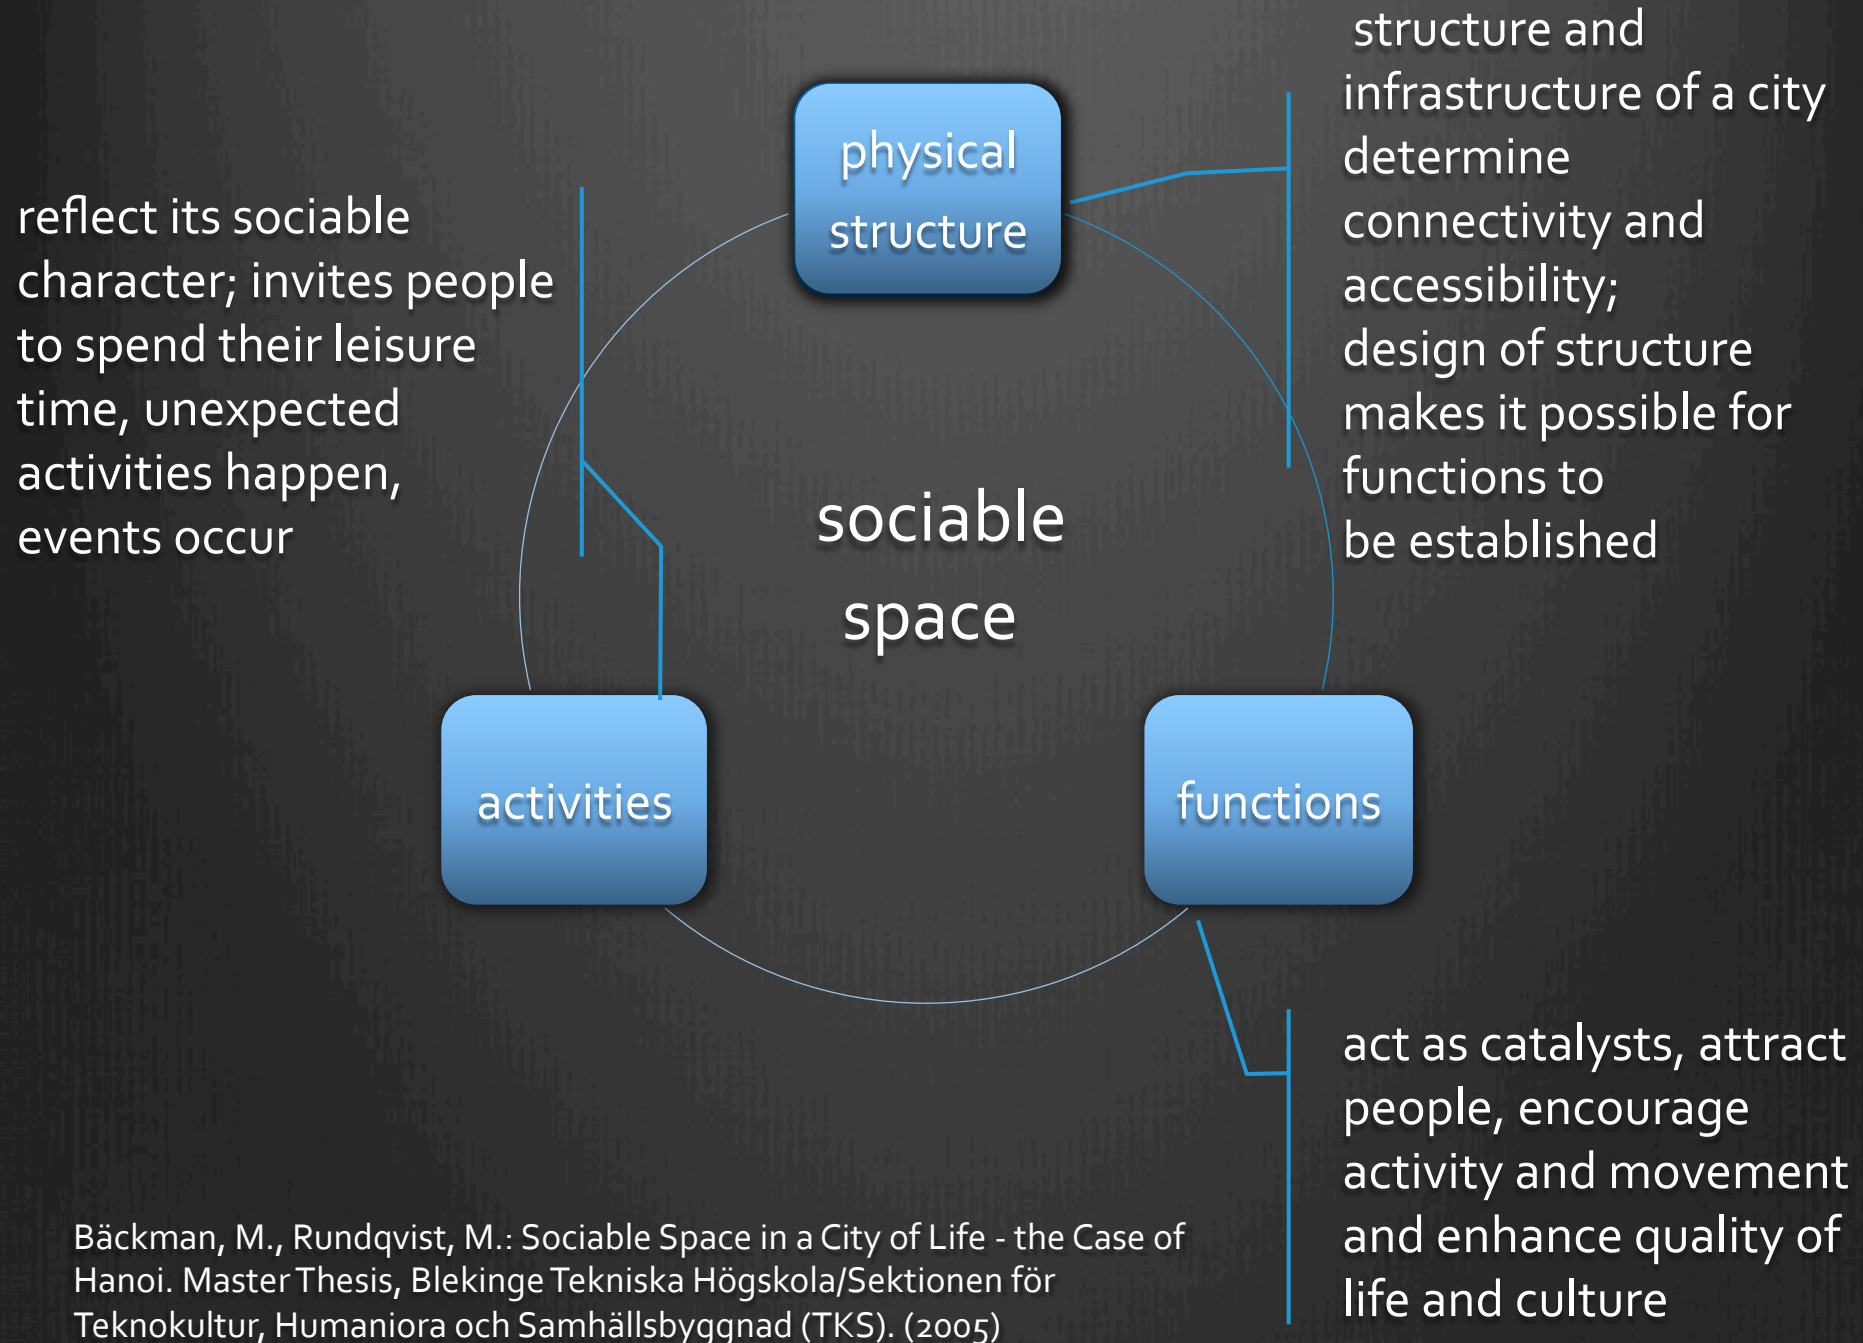 physical
structure
structure and
infrastructure of a city
determine
connectivity and
accessibility;
design of structure
makes it possible for
functions to
be established
reflect its sociable
character; invites people
to spend their leisure
time, unexpected
activities happen,
events occur
sociable
space
activities
functions
act as catalysts, attract
people, encourage
activity and movement
and enhance quality of
life and culture
Bäckman, M., Rundqvist, M.: Sociable Space in a City of Life - the Case of
Hanoi. Master Thesis, Blekinge Tekniska Högskola/Sektionen för
Teknokultur, Humaniora och Samhällsbyggnad (TKS). (2005)